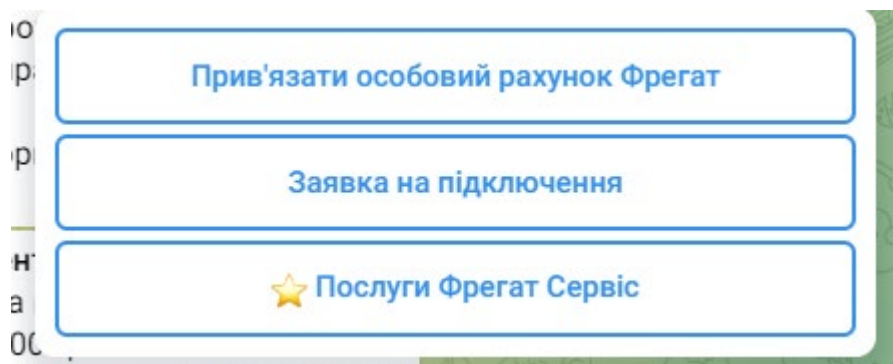 Прив'язати особовий рахунок Фрегат
Заявка на підключення
⭐ Послуги Фрегат Сервіс